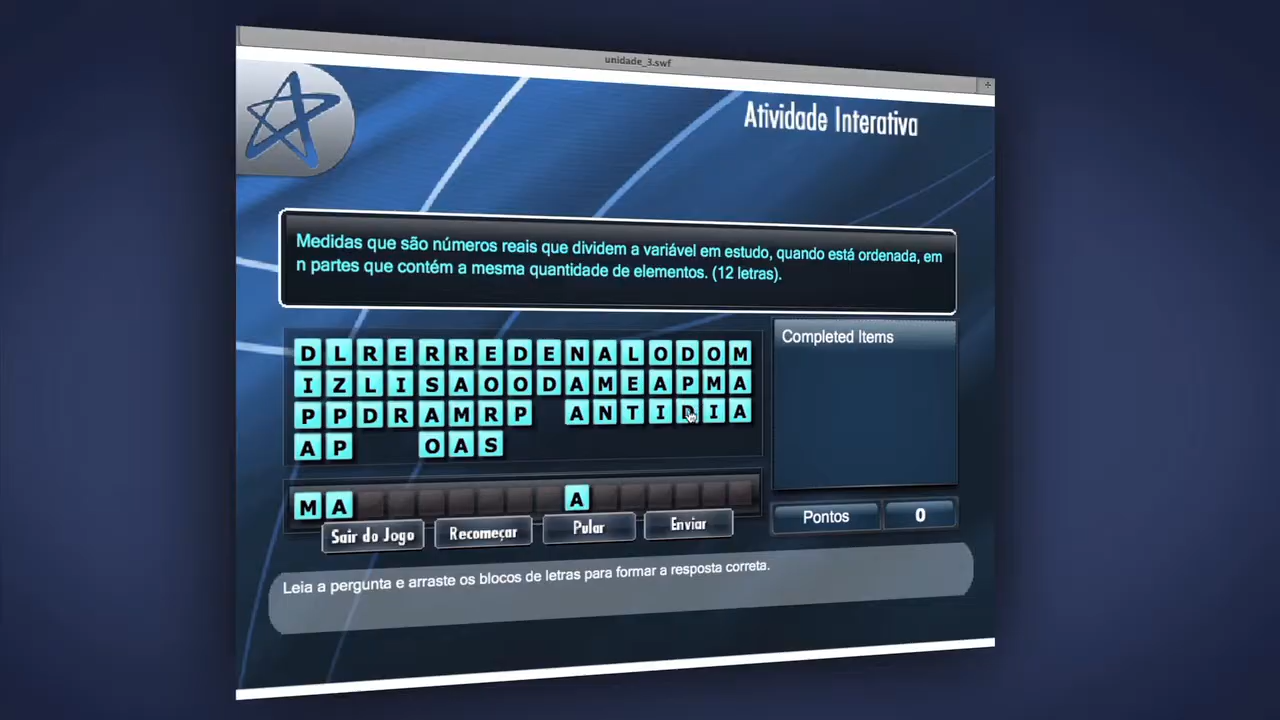 unidade_3.swf
+
Atividade Interativa
Medidas que são números reais que dividem a variável em estudo, quando está ordenada, em
n partes que contém a mesma quantidade de elementos. (12 letras).
Completed Items
D L R E R R E D E N A L O D O M
I Z L I S A O O D A M E A P M A
P P D R A M R P A N T I D I A
A P O A S
M A A
Pontos 0
Sair do Jogo Recomeçar Pular Enviar
Leia a pergunta e arraste os blocos de letras para formar a resposta correta.